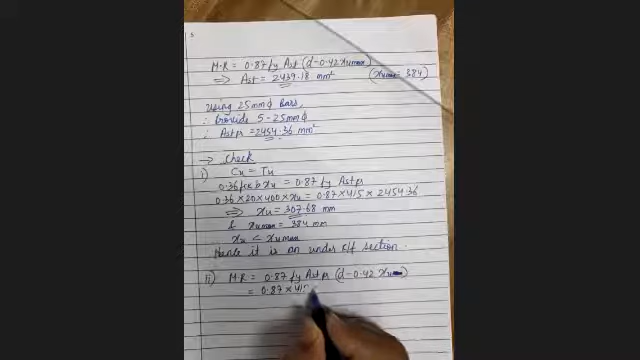 M·R = 0.87 fy Ast (d-0.42 xumax)
⇒ Ast = 2439.18 mm² (xumax = 384)
Using 25mm ϕ Bars,
∴ Provide 5 - 25mm ϕ
∴ Astpr = 2454.36 mm²
→ Check
i) Cu = Tu
0.36 fck b xu = 0.87 fy Astpr
0.36 × 20 × 400 × xu = 0.87 × 415 × 2454.36
⇒ xu = 307.68 mm
& xumax = 384 mm
xu < xumax
Hence it is an under r/f section.
ii) M·R = 0.87 fy Astpr (d-0.42 xu)
= 0.87 × 415